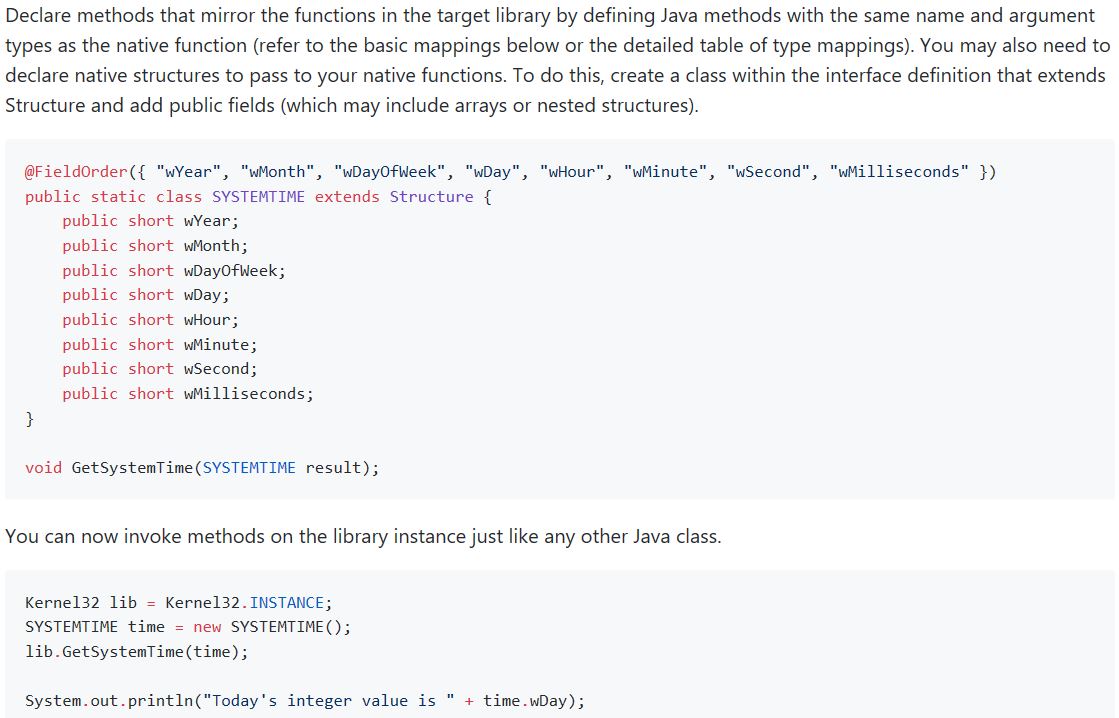 Declare methods that mirror the functions in the target library by defining Java methods with the same name and argument
types as the native function (refer to the basic mappings below or the detailed table of type mappings). You may also need to
declare native structures to pass to your native functions. To do this, create a class within the interface definition that extends
Structure and add public fields (which may include arrays or nested structures).
@FieldOrder({ "wYear", "wMonth", "wDayOfWeek", "wDay", "wHour", "wMinute", "wSecond", "wMilliseconds" })
public static class SYSTEMTIME extends Structure {
    public short wYear;
    public short wMonth;
    public short wDayOfWeek;
    public short wDay;
    public short wHour;
    public short wMinute;
    public short wSecond;
    public short wMilliseconds;
}
void GetSystemTime(SYSTEMTIME result);
You can now invoke methods on the library instance just like any other Java class.
Kernel32 lib = Kernel32.INSTANCE;
SYSTEMTIME time = new SYSTEMTIME();
lib.GetSystemTime(time);
System.out.println("Today's integer value is " + time.wDay);